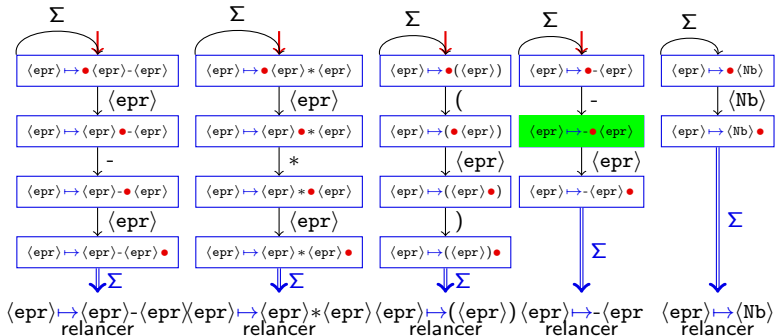 Σ Σ Σ Σ Σ
⟨epr⟩↦●⟨epr⟩-⟨epr⟩ ⟨epr⟩↦●⟨epr⟩*⟨epr⟩ ⟨epr⟩↦●(⟨epr⟩) ⟨epr⟩↦●-⟨epr⟩ ⟨epr⟩↦●⟨Nb⟩
⟨epr⟩ ⟨epr⟩ ( - ⟨Nb⟩
⟨epr⟩↦⟨epr⟩●-⟨epr⟩ ⟨epr⟩↦⟨epr⟩●*⟨epr⟩ ⟨epr⟩↦(●⟨epr⟩) ⟨epr⟩↦-●⟨epr⟩ ⟨epr⟩↦⟨Nb⟩●
- * ⟨epr⟩ ⟨epr⟩
⟨epr⟩↦⟨epr⟩-●⟨epr⟩ ⟨epr⟩↦⟨epr⟩*●⟨epr⟩ ⟨epr⟩↦(⟨epr⟩●) ⟨epr⟩↦-⟨epr⟩●
⟨epr⟩ ⟨epr⟩ ) Σ Σ
⟨epr⟩↦⟨epr⟩-⟨epr⟩● ⟨epr⟩↦⟨epr⟩*⟨epr⟩● ⟨epr⟩↦(⟨epr⟩)●
Σ Σ Σ
⟨epr⟩↦⟨epr⟩-⟨epr⟩ ⟨epr⟩↦⟨epr⟩*⟨epr⟩ ⟨epr⟩↦(⟨epr⟩) ⟨epr⟩↦-⟨epr ⟨epr⟩↦⟨Nb⟩
relancer relancer relancer relancer relancer